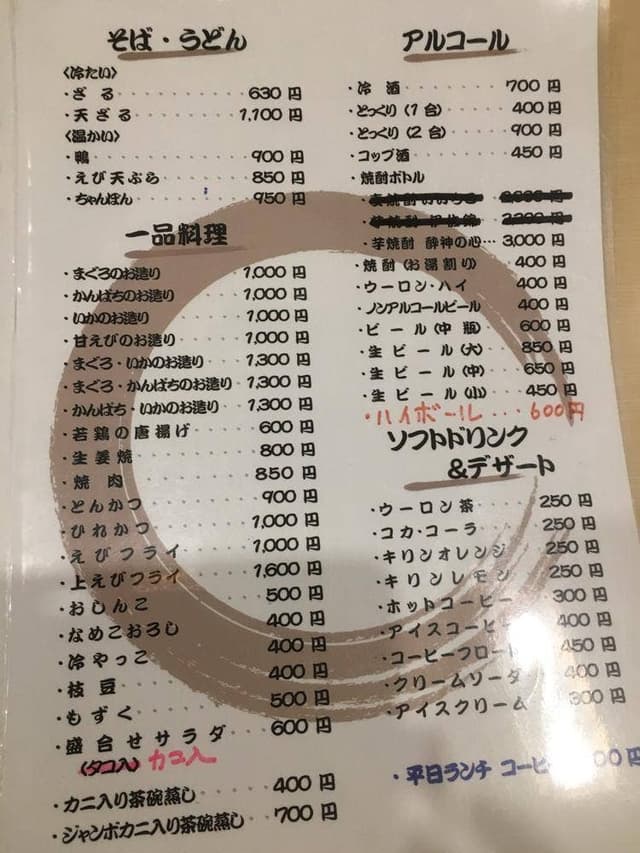 そば・うどん
〈冷たい〉
・ざる 630円
・天ざる 1,100円
〈温かい〉
・鴨 900円
・えび天ぷら 850円
・ちゃんぽん 950円
一品料理
・まぐろのお造り 1,000円
・かんぱちのお造り 1,000円
・いかのお造り 1,000円
・甘えびのお造り 1,000円
・まぐろ・いかのお造り 1,300円
・まぐろ・かんぱちのお造り 1,300円
・かんぱち・いかのお造り 1,300円
・若鶏の唐揚げ 600円
・生姜焼 800円
・焼肉 850円
・とんかつ 900円
・ひれかつ 1,000円
・えびフライ 1,000円
・上えびフライ 1,600円
・おしんこ 500円
・なめこおろし 400円
・冷やっこ 400円
・枝豆 400円
・もずく 500円
・盛合せサラダ 600円
(タコ入) カニ入
・カニ入り茶碗蒸し 400円
・ジャンボカニ入り茶碗蒸し 700円
アルコール
・冷酒 700円
・とっくり(1合) 400円
・とっくり(2合) 900円
・コップ酒 450円
・焼酎ボトル
・芋焼酎 酔神の心… 3,000円
・焼酎(お湯割り) 400円
・ウーロン・ハイ 400円
・ノンアルコールビール 400円
・ビール(中瓶) 600円
・生ビール(大) 850円
・生ビール(中) 650円
・生ビール(小) 450円
・ハイボール… 600円
ソフトドリンク
&デザート
・ウーロン茶 250円
・コカ・コーラ 250円
・キリンオレンジ 250円
・キリンレモン 250円
・ホットコーヒー 300円
・アイスコーヒー 400円
・コーヒーフロート 450円
・クリームソーダ 400円
・アイスクリーム 300円
・平日ランチ